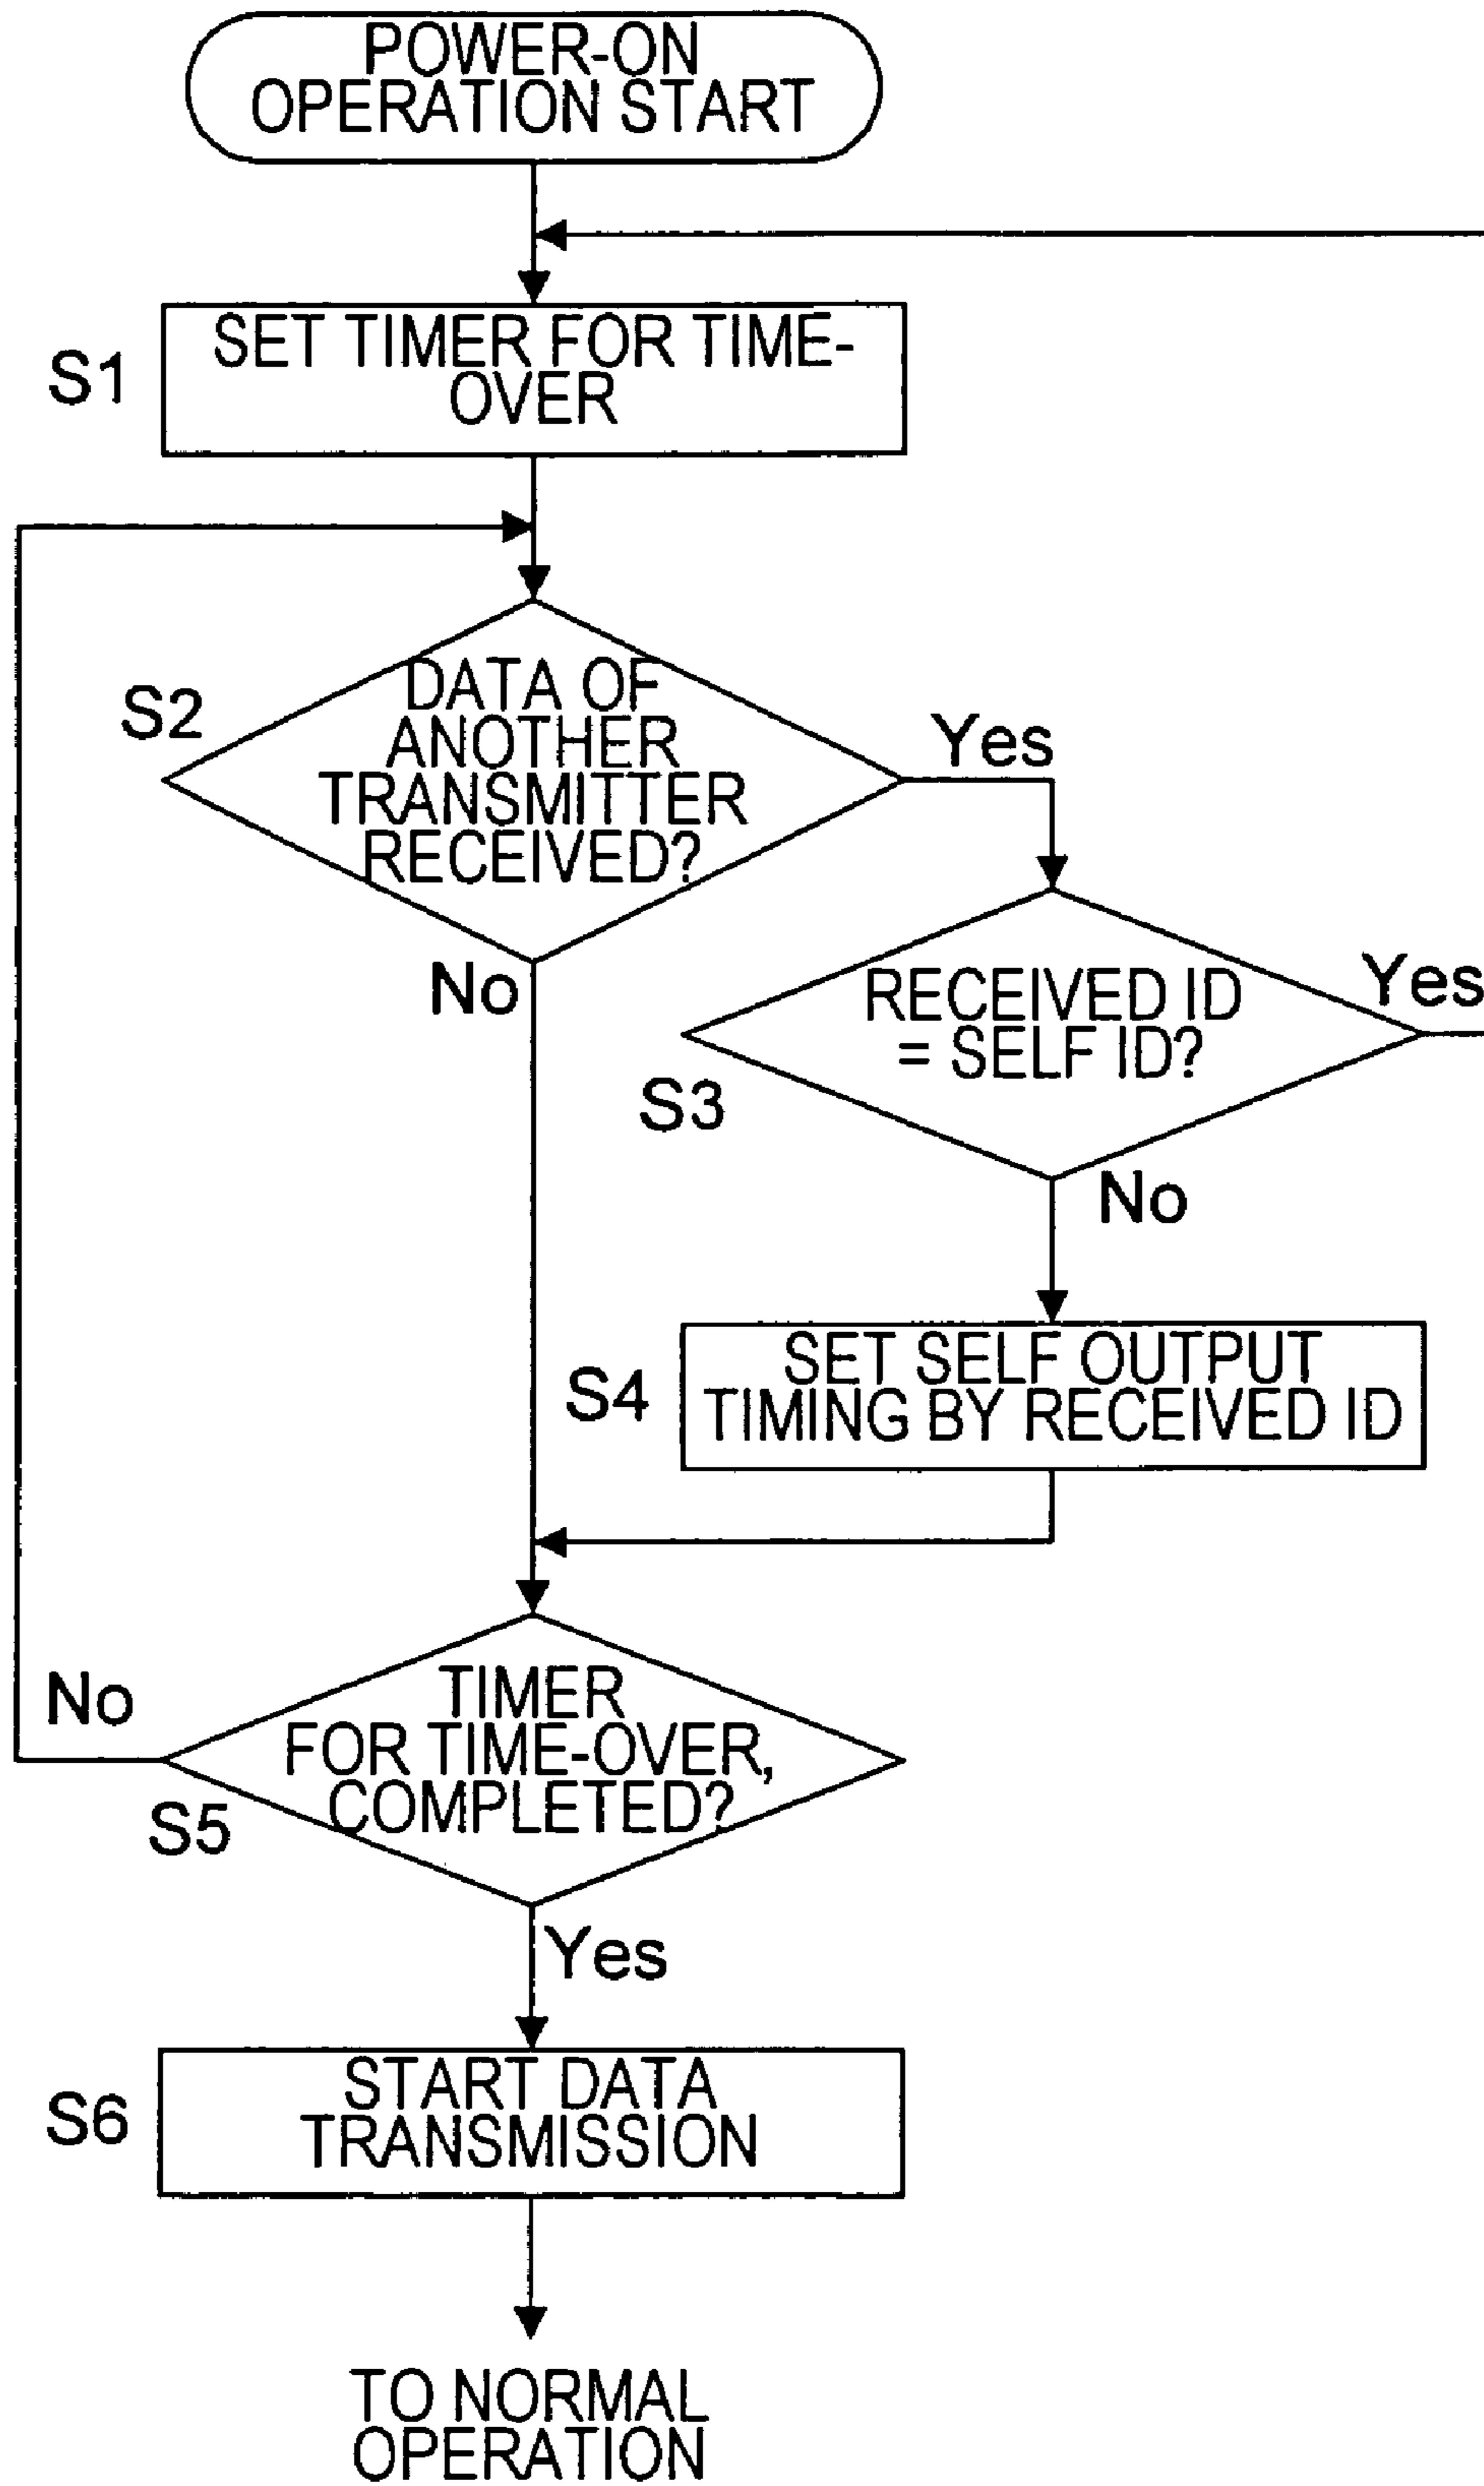 POWER-ON
OPERATION START
S1
SET TIMER FOR TIME-
OVER
S2
DATA OF
ANOTHER
TRANSMITTER
RECEIVED?
Yes
No
RECEIVED ID
= SELF ID?
Yes
S3
No
S4
SET SELF OUTPUT
TIMING BY RECEIVED ID
No
TIMER
FOR TIME-OVER,
COMPLETED?
S5
Yes
S6
START DATA
TRANSMISSION
TO NORMAL
OPERATION